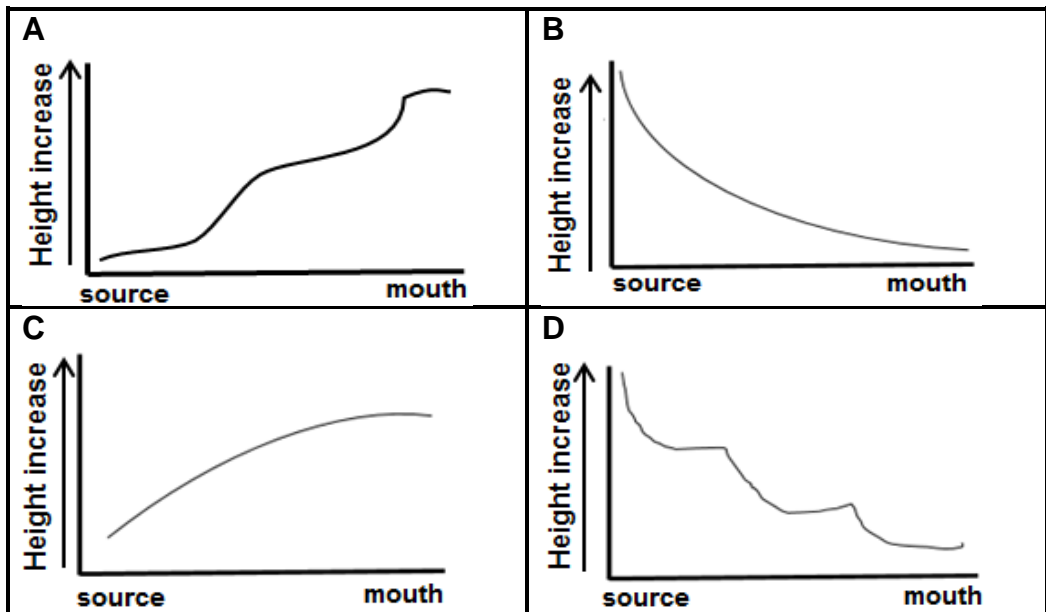 A
Height increase
source
mouth
B
Height increase
source
mouth
C
Height increase
source
mouth
D
Height increase
source
mouth